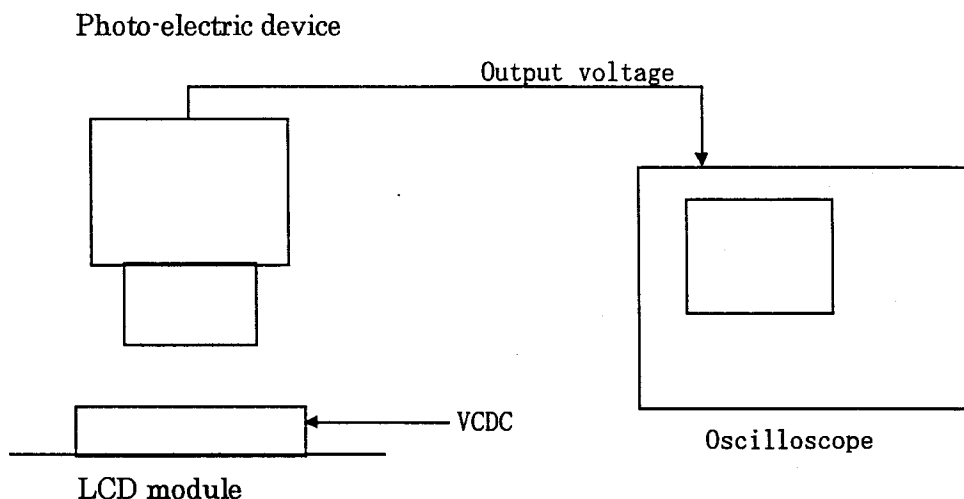 Photo-electric device
Output voltage
VCDC
Oscilloscope
LCD module